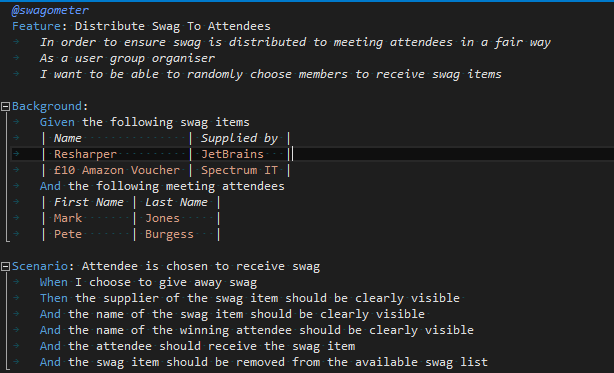 @swagometer
Feature: Distribute Swag To Attendees
In order to ensure swag is distributed to meeting attendees in a fair way
As a user group organiser
I want to be able to randomly choose members to receive swag items
Background:
Given the following swag items
| Name | Supplied by |
| Resharper | JetBrains |
| £10 Amazon Voucher | Spectrum IT |
And the following meeting attendees
| First Name | Last Name |
| Mark | Jones |
| Pete | Burgess |
Scenario: Attendee is chosen to receive swag
When I choose to give away swag
Then the supplier of the swag item should be clearly visible
And the name of the swag item should be clearly visible
And the name of the winning attendee should be clearly visible
And the attendee should receive the swag item
And the swag item should be removed from the available swag list